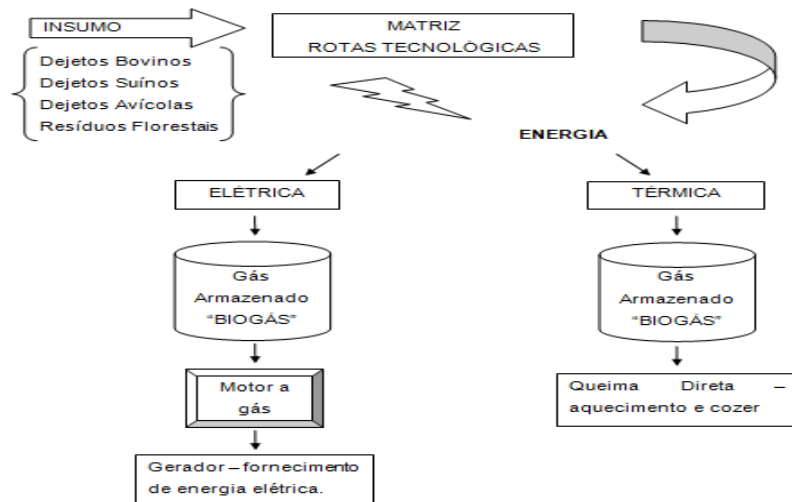 INSUMO
MATRIZ
ROTAS TECNOLÓGICAS
Dejetos Bovinos
Dejetos Suínos
Dejetos Avícolas
Resíduos Florestais
ENERGIA
ELÉTRICA
TÉRMICA
Gás
Armazenado
“BIOGÁS”
Gás
Armazenado
“BIOGÁS”
Motor a
gás
Queima Direta –
aquecimento e cozer
Gerador – fornecimento
de energia elétrica.